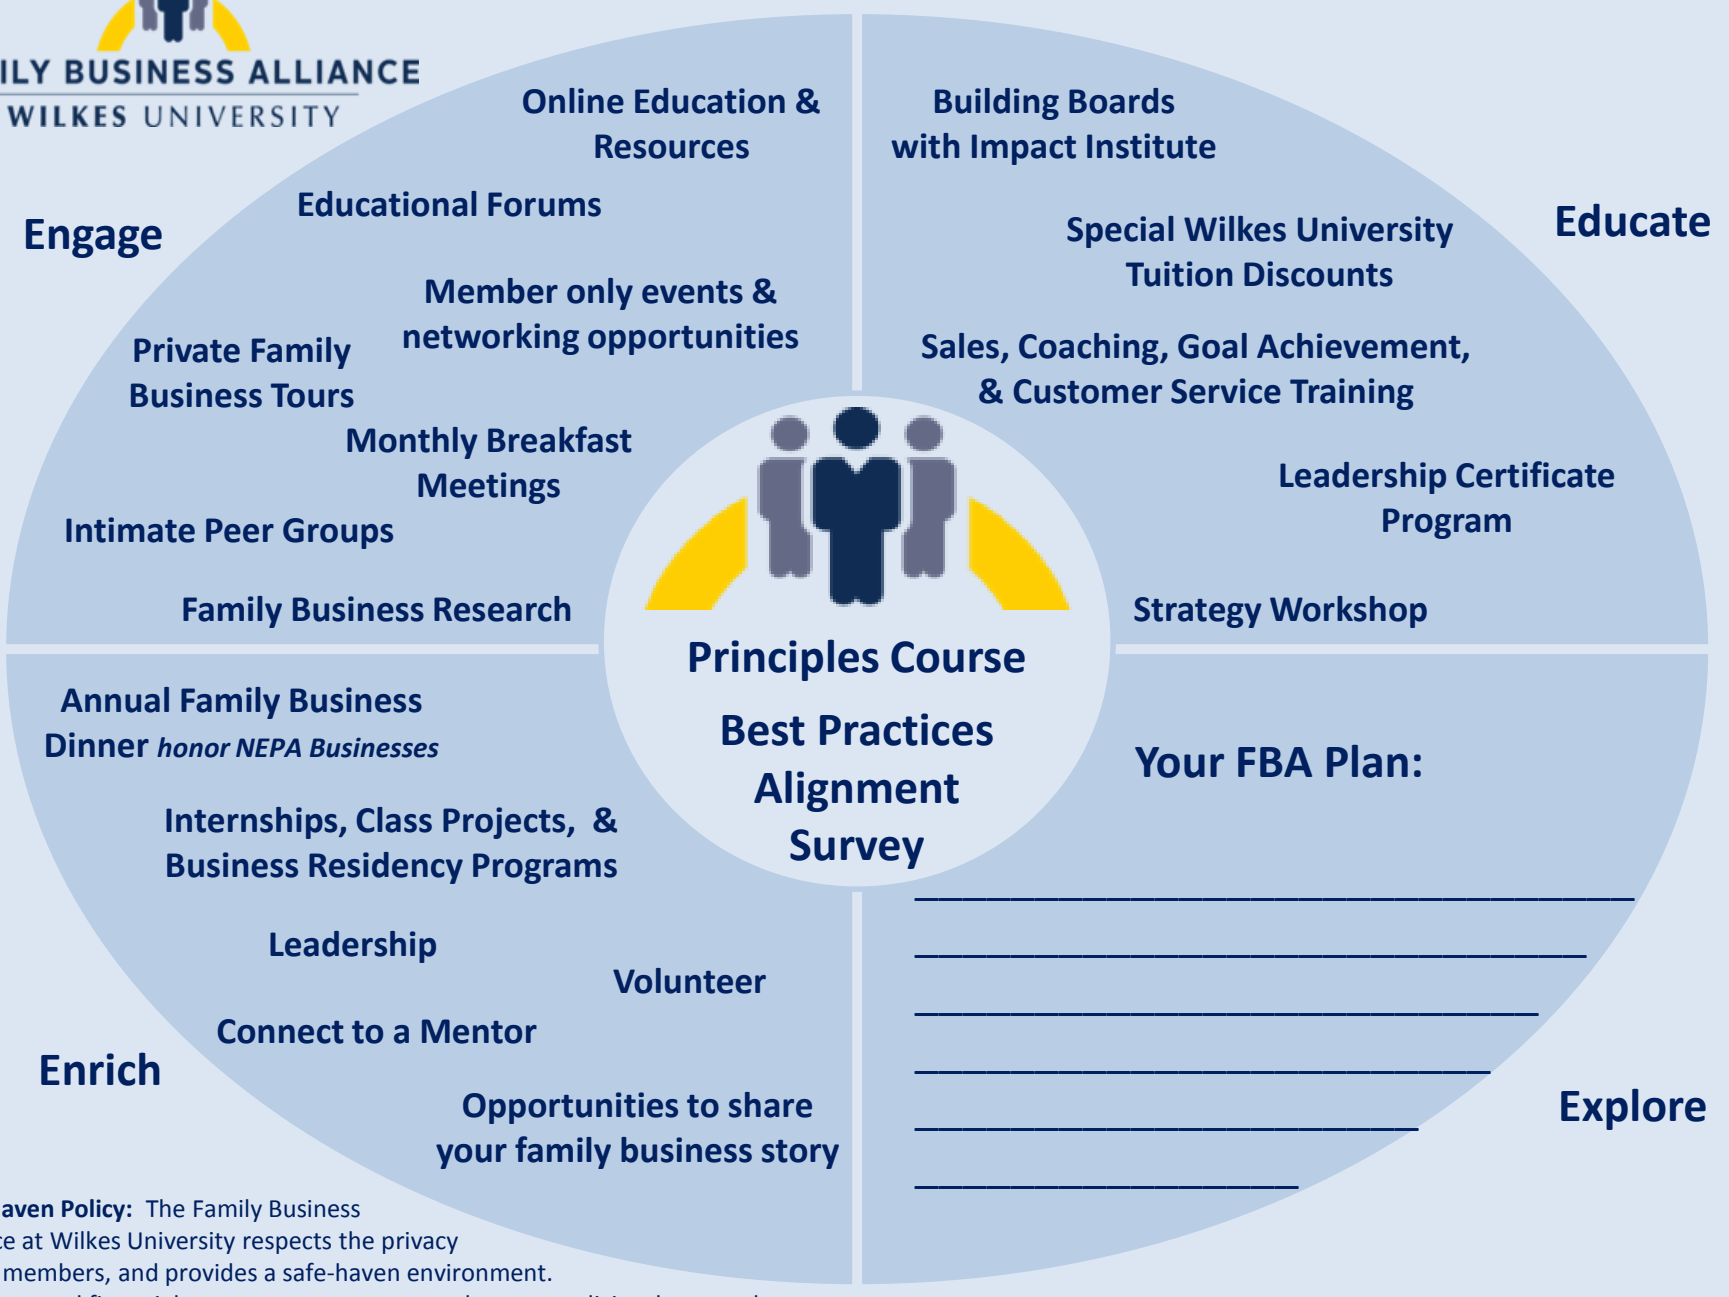 BUSINESS ALLIANCE
WILKES UNIVERSITY
Engage
Online Education &
Resources
Educational Forums
Member only events &
networking opportunities
Private Family
Business Tours
Monthly Breakfast
Meetings
Intimate Peer Groups
Family Business Research
Educate
Building Boards
with Impact Institute
Special Wilkes University
Tuition Discounts
Sales, Coaching, Goal Achievement,
& Customer Service Training
Leadership Certificate
Program
Strategy Workshop
Principles Course
Best Practices
Alignment
Survey
Annual Family Business
Dinner honor NEPA Businesses
Internships, Class Projects, &
Business Residency Programs
Leadership
Volunteer
Connect to a Mentor
Opportunities to share
your family business story
Enrich
Your FBA Plan:
Explore
Policy: The Family Business
at Wilkes University respects the privacy
members, and provides a safe-haven environment.